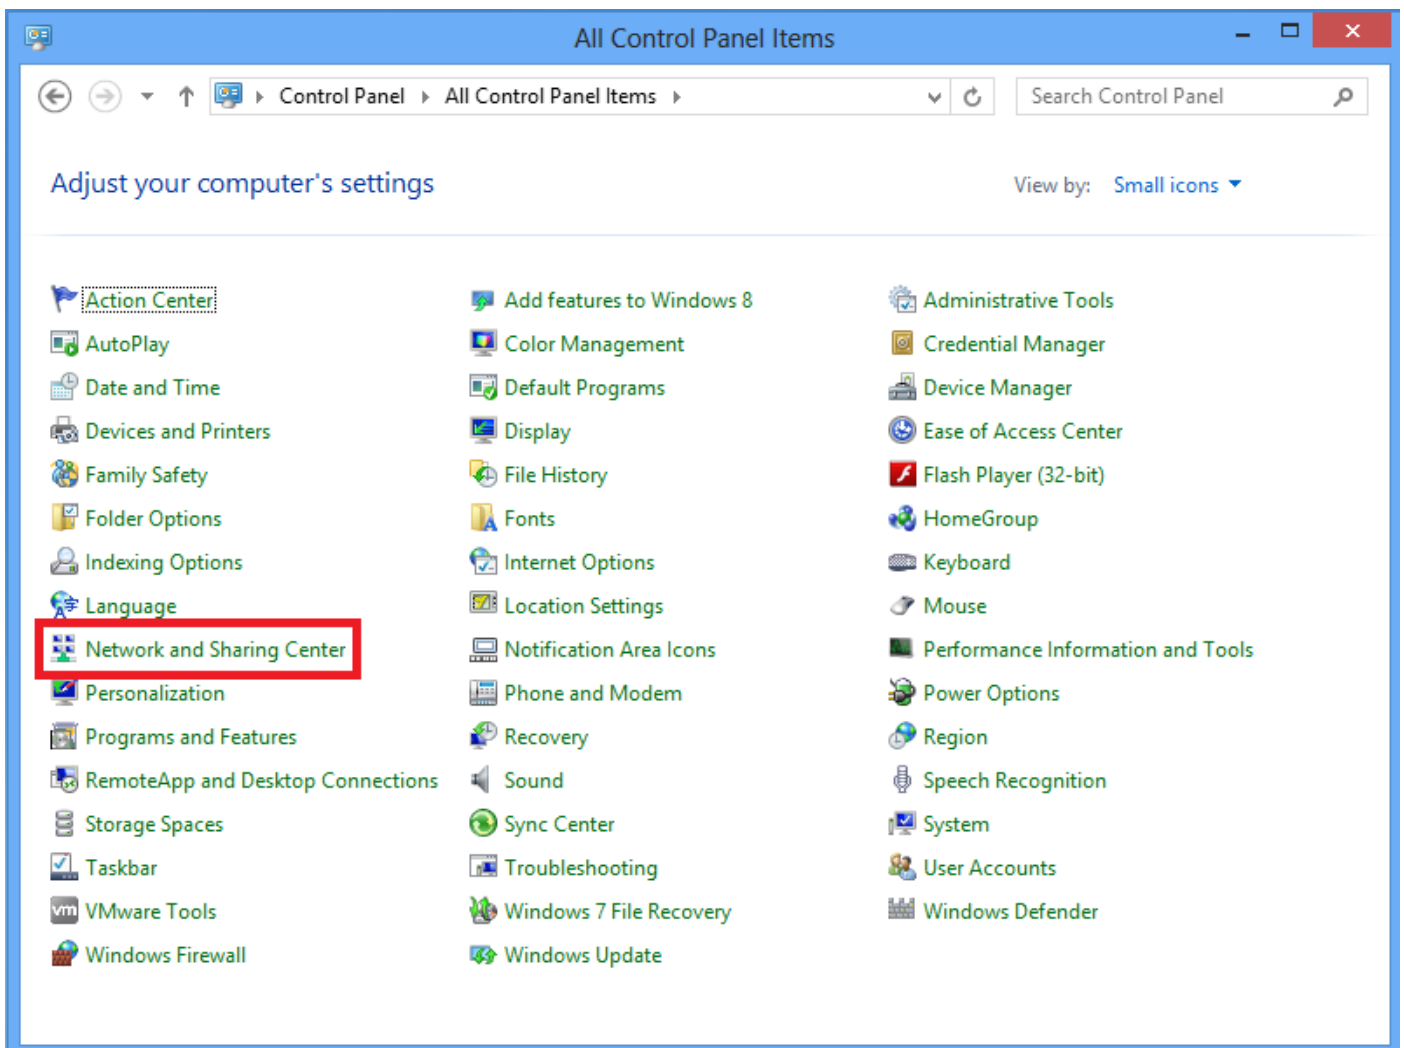 All Control Panel Items
Control Panel All Control Panel Items Search Control Panel
Adjust your computer's settings View by: Small icons
Action Center Add features to Windows 8 Administrative Tools
AutoPlay Color Management Credential Manager
Date and Time Default Programs Device Manager
Devices and Printers Display Ease of Access Center
Family Safety File History Flash Player (32-bit)
Folder Options Fonts HomeGroup
Indexing Options Internet Options Keyboard
Language Location Settings Mouse
Network and Sharing Center Notification Area Icons Performance Information and Tools
Personalization Phone and Modem Power Options
Programs and Features Recovery Region
RemoteApp and Desktop Connections Sound Speech Recognition
Storage Spaces Sync Center System
Taskbar Troubleshooting User Accounts
vm VMware Tools Windows 7 File Recovery Windows Defender
Windows Firewall Windows Update